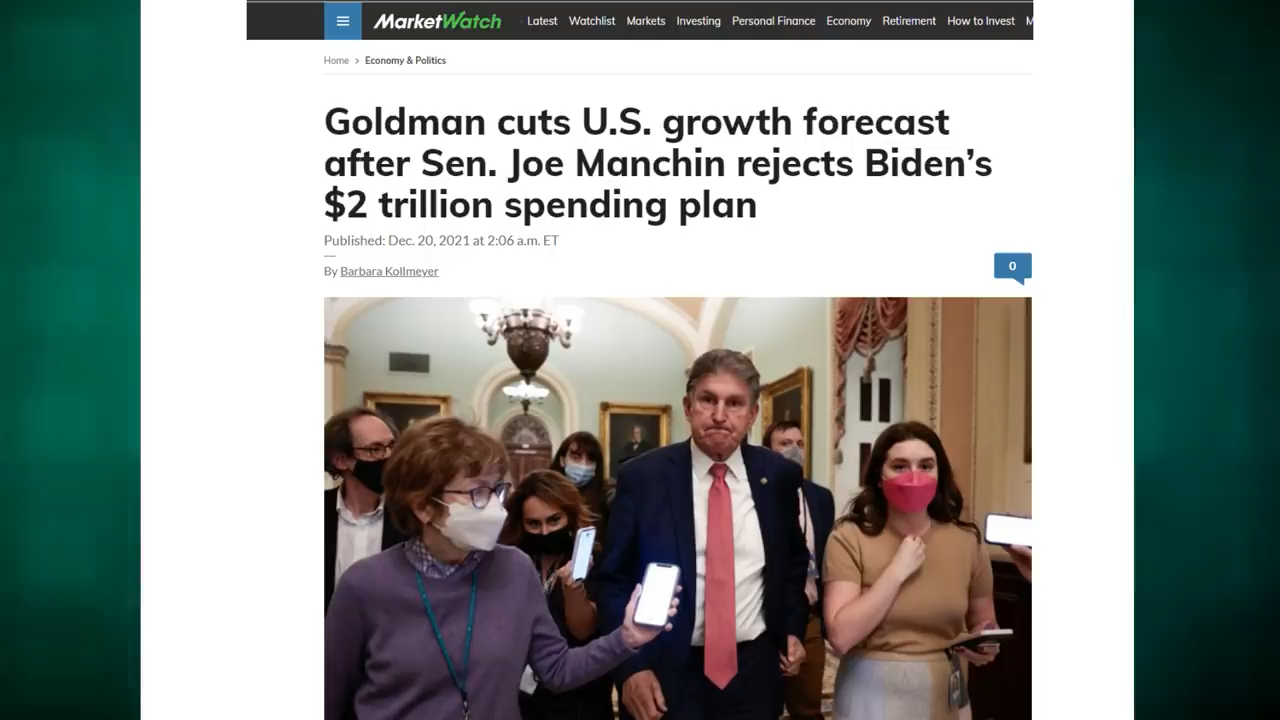 MarketWatch Latest Watchlist Markets Investing Personal Finance Economy Retirement How to Invest M
Home > Economy & Politics
Goldman cuts U.S. growth forecast
after Sen. Joe Manchin rejects Biden’s
$2 trillion spending plan
Published: Dec. 20, 2021 at 2:06 a.m. ET
By Barbara Kollmeyer
0